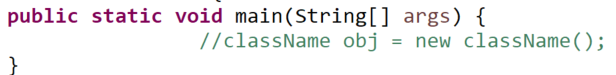 public static void main(String[] args) {
//className obj = new className();
}